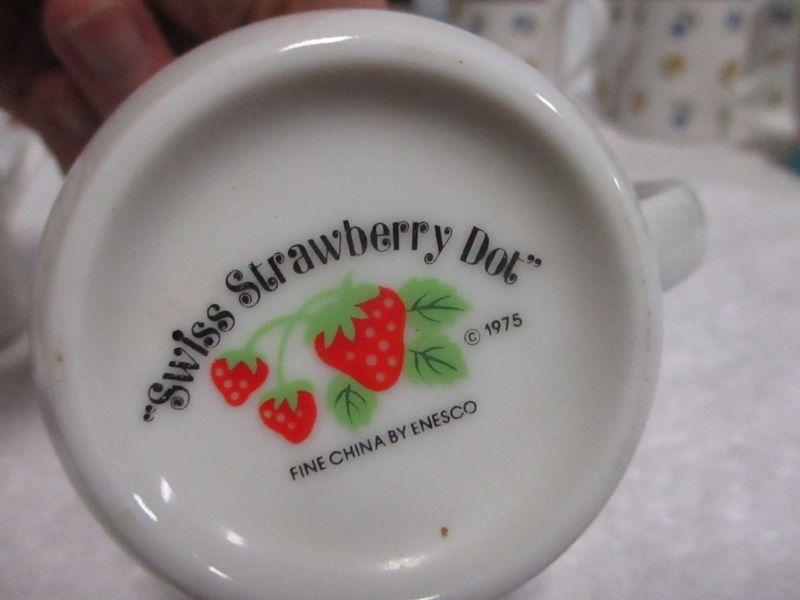 "Swiss Strawberry Dot"
© 1975
FINE CHINA BY ENESCO